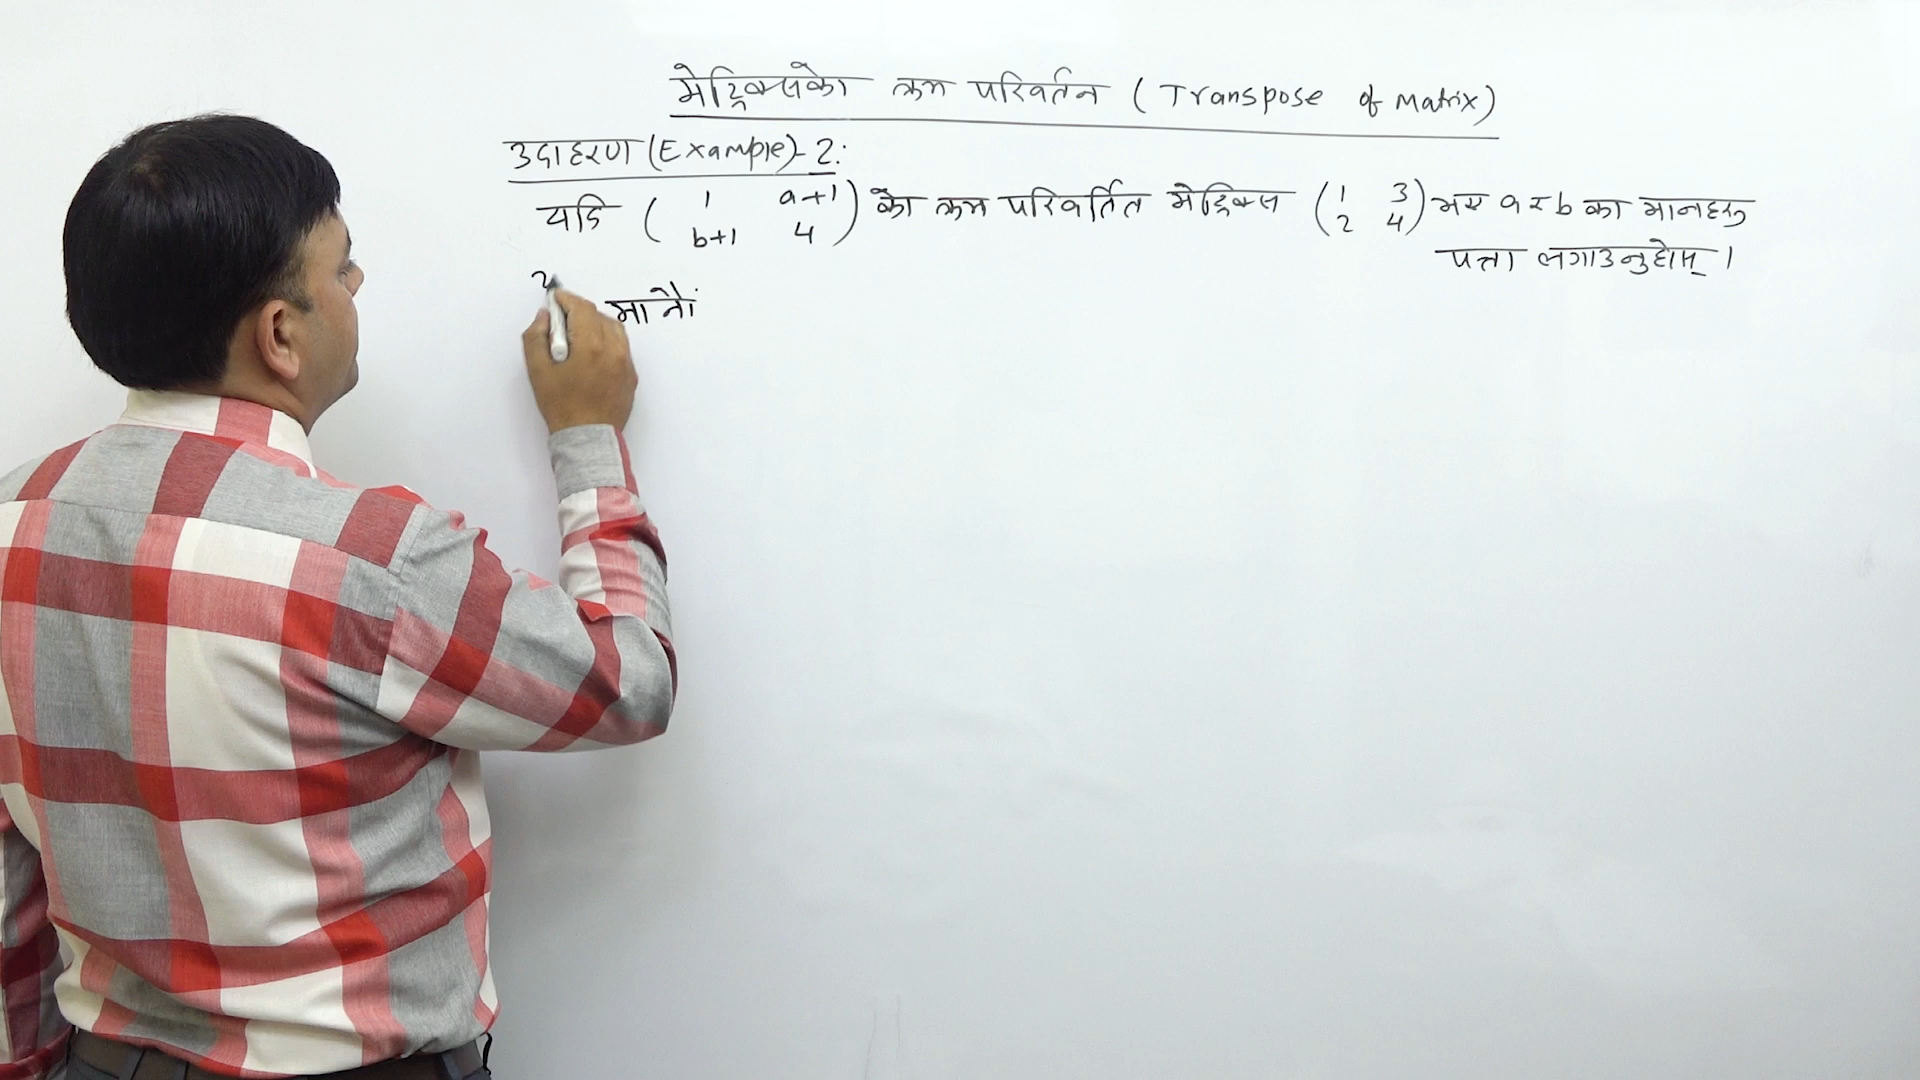 मेट्रिक्सको क्रम परिवर्तन (Transpose of Matrix)
उदाहरण (Example)-2:
यदि ( 1 a+1 ) को क्रम परिवर्तित मेट्रिक्स ( 1 3 ) भए a र b का मानहरू
b+1 4 2 4
पत्ता लगाउनुहोस् ।
मानौं